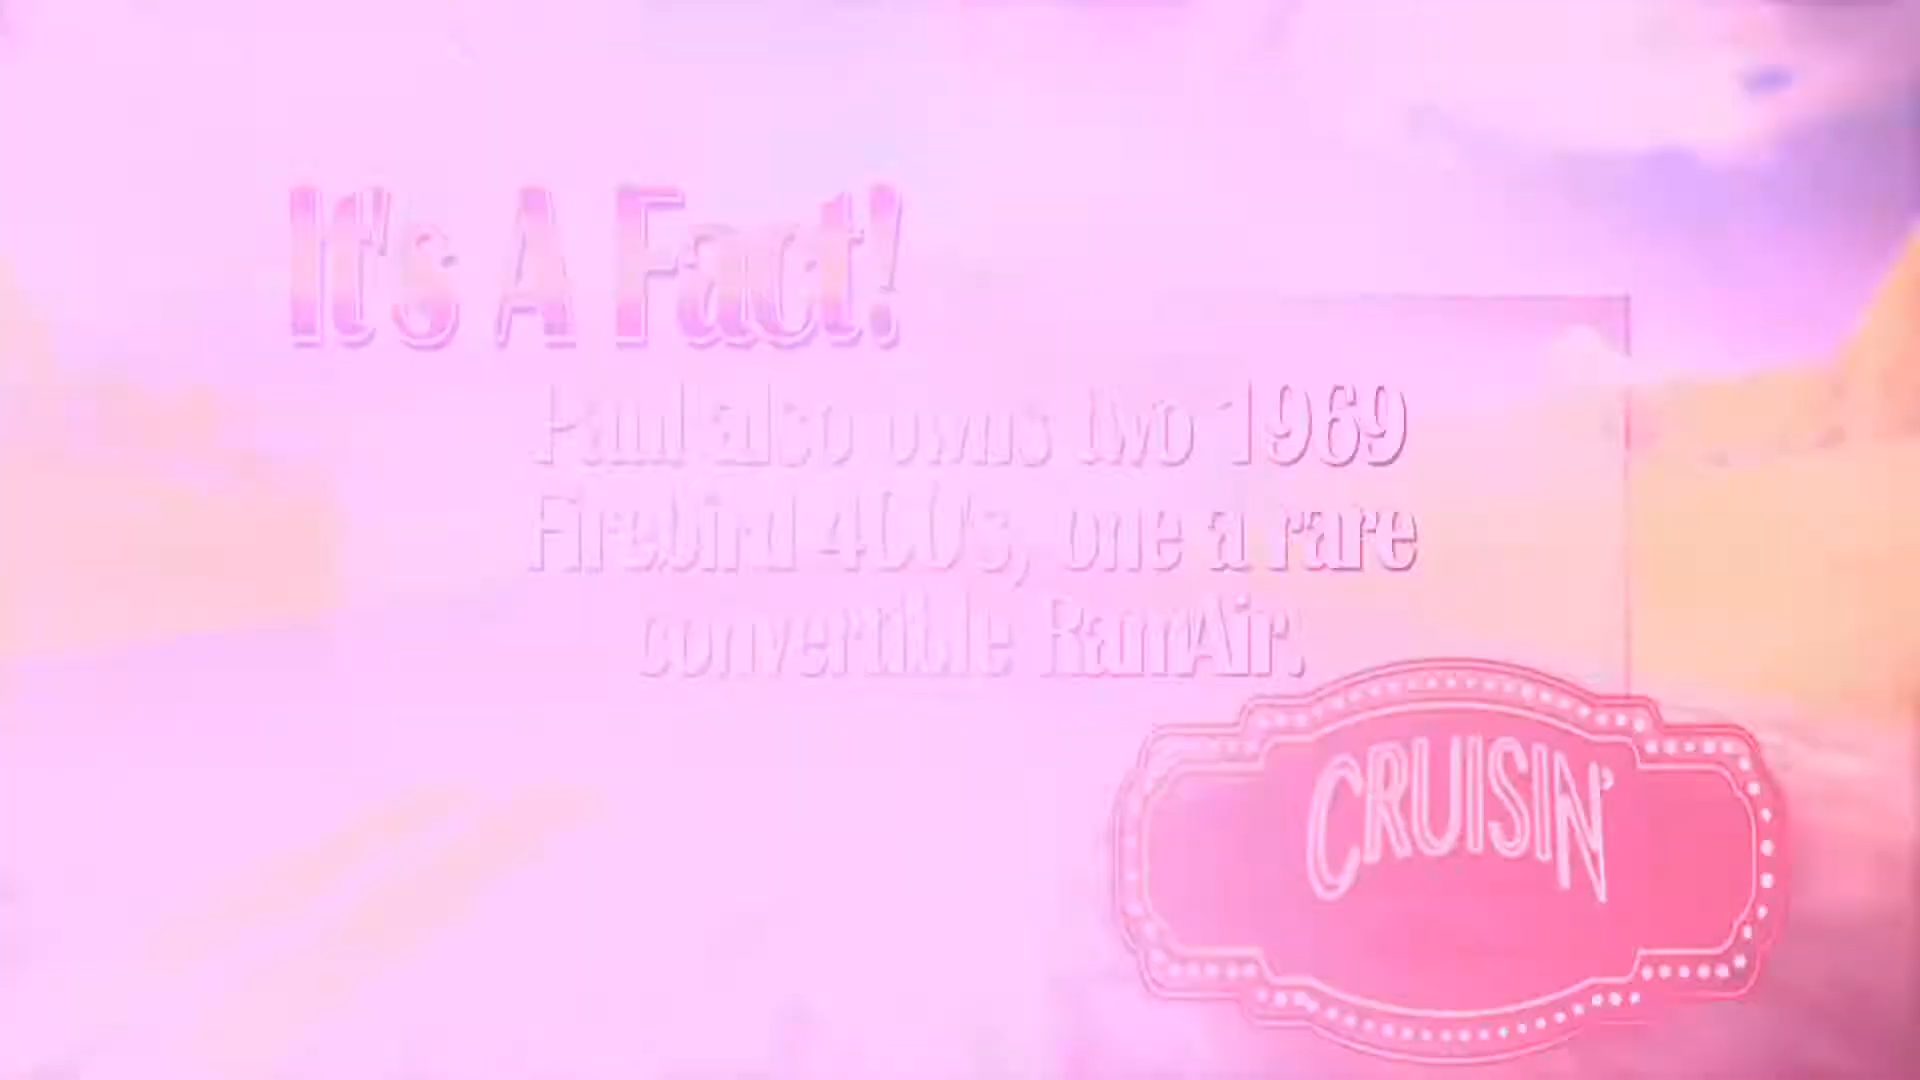 It's A Fact!
Paul also owns two 1969
Firebird 400's, one a rare
convertible RamAir.
CRUISIN'